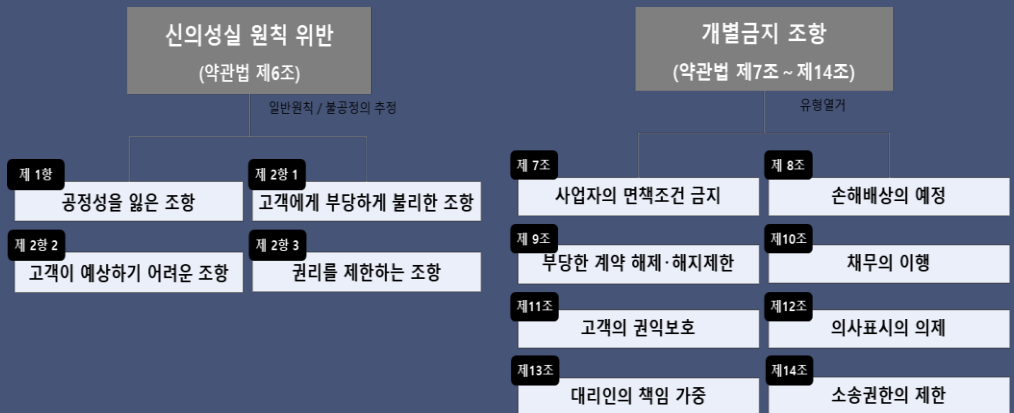 신의성실 원칙 위반
(약관법 제6조)
일반원칙 / 불공정의 추정
제 1항
공정성을 잃은 조항
제 2항 1
고객에게 부당하게 불리한 조항
제 2항 2
고객이 예상하기 어려운 조항
제 2항 3
권리를 제한하는 조항
개별금지 조항
(약관법 제7조 ~ 제14조)
유형열거
제 7조
사업자의 면책조건 금지
제 8조
손해배상의 예정
제 9조
부당한 계약 해제·해지제한
제10조
채무의 이행
제11조
고객의 권익보호
제12조
의사표시의 의제
제13조
대리인의 책임 가중
제14조
소송권한의 제한